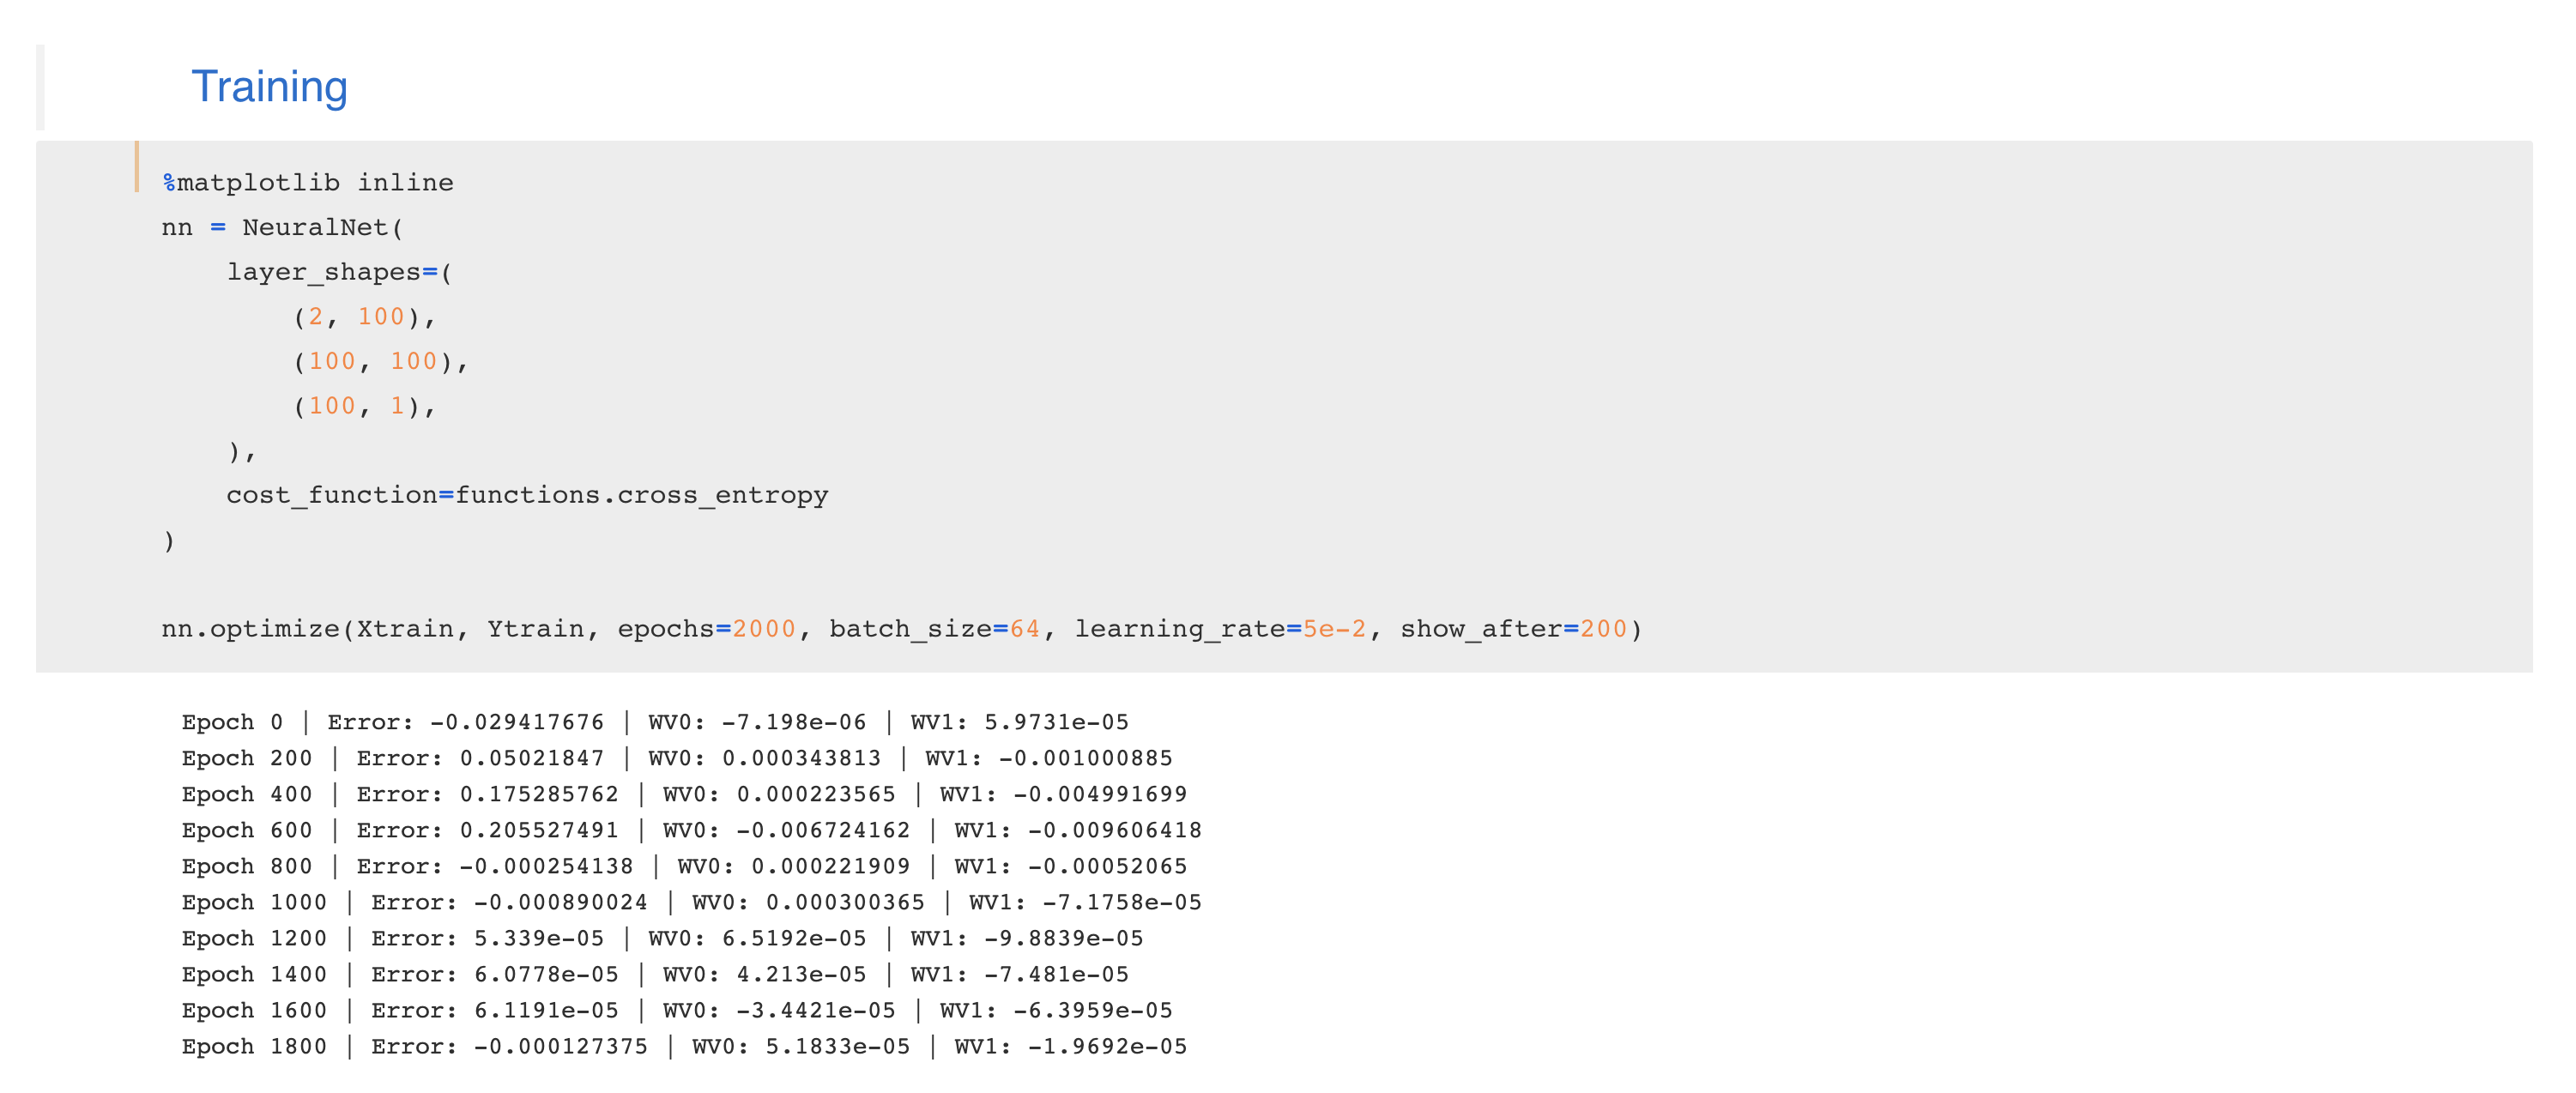 Training
%matplotlib inline
nn = NeuralNet(
    layer_shapes=(
        (2, 100),
        (100, 100),
        (100, 1),
    ),
    cost_function=functions.cross_entropy
)
nn.optimize(Xtrain, Ytrain, epochs=2000, batch_size=64, learning_rate=5e-2, show_after=200)
Epoch 0 | Error: -0.029417676 | WV0: -7.198e-06 | WV1: 5.9731e-05
Epoch 200 | Error: 0.05021847 | WV0: 0.000343813 | WV1: -0.001000885
Epoch 400 | Error: 0.175285762 | WV0: 0.000223565 | WV1: -0.004991699
Epoch 600 | Error: 0.205527491 | WV0: -0.006724162 | WV1: -0.009606418
Epoch 800 | Error: -0.000254138 | WV0: 0.000221909 | WV1: -0.00052065
Epoch 1000 | Error: -0.000890024 | WV0: 0.000300365 | WV1: -7.1758e-05
Epoch 1200 | Error: 5.339e-05 | WV0: 6.5192e-05 | WV1: -9.8839e-05
Epoch 1400 | Error: 6.0778e-05 | WV0: 4.213e-05 | WV1: -7.481e-05
Epoch 1600 | Error: 6.1191e-05 | WV0: -3.4421e-05 | WV1: -6.3959e-05
Epoch 1800 | Error: -0.000127375 | WV0: 5.1833e-05 | WV1: -1.9692e-05